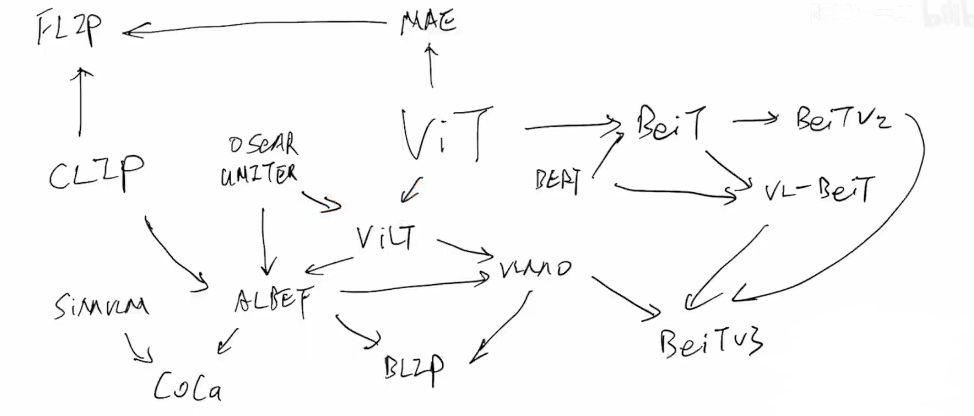 FLIP
MAE
ViT
BeiT
BeiTv2
OSCAR
UNITER
CLIP
BERT
VL-BeiT
ViLT
VLMO
SimVLM
ALBEF
BeiTv3
BLIP
CoCa